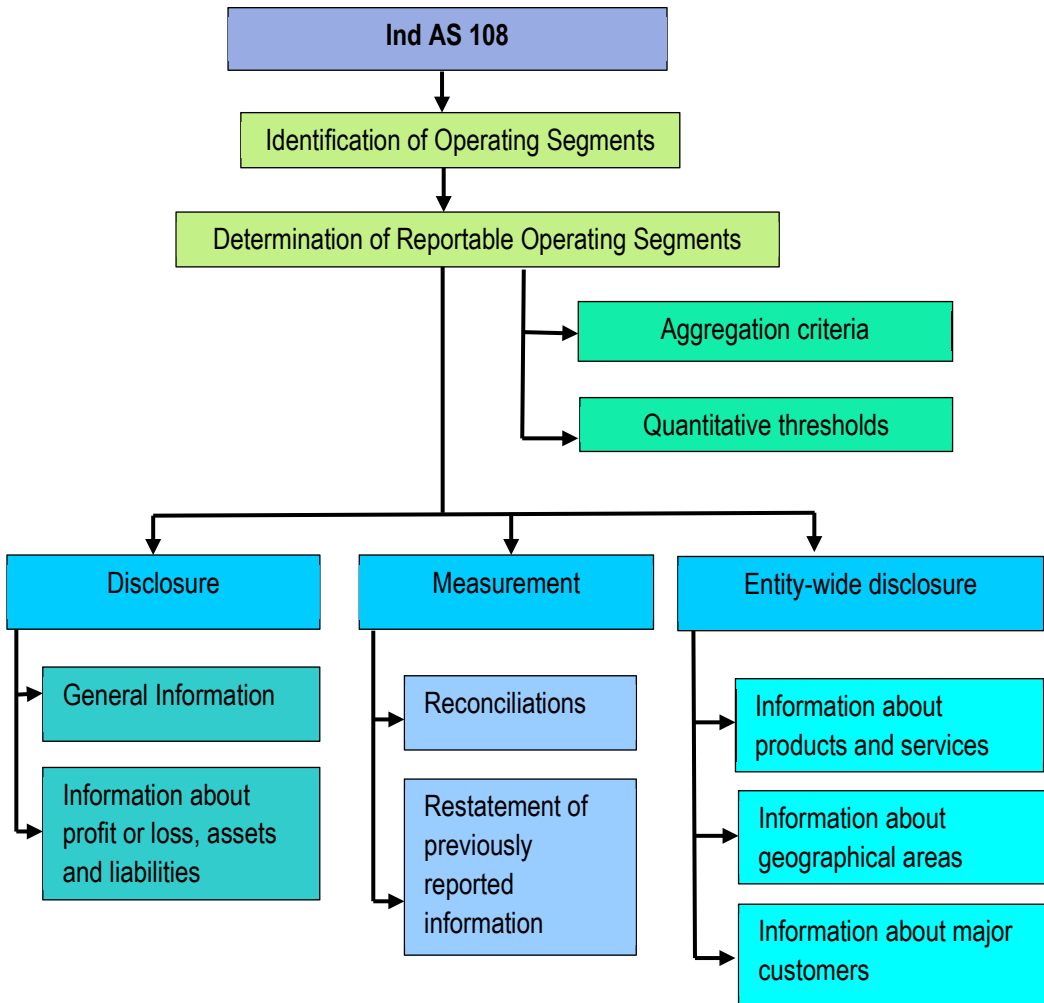 Ind AS 108
Identification of Operating Segments
Determination of Reportable Operating Segments
Aggregation criteria
Quantitative thresholds
Disclosure
Measurement
Entity-wide disclosure
General Information
Information about
profit or loss, assets
and liabilities
Reconciliations
Restatement of
previously
reported
information
Information about
products and services
Information about
geographical areas
Information about major
customers